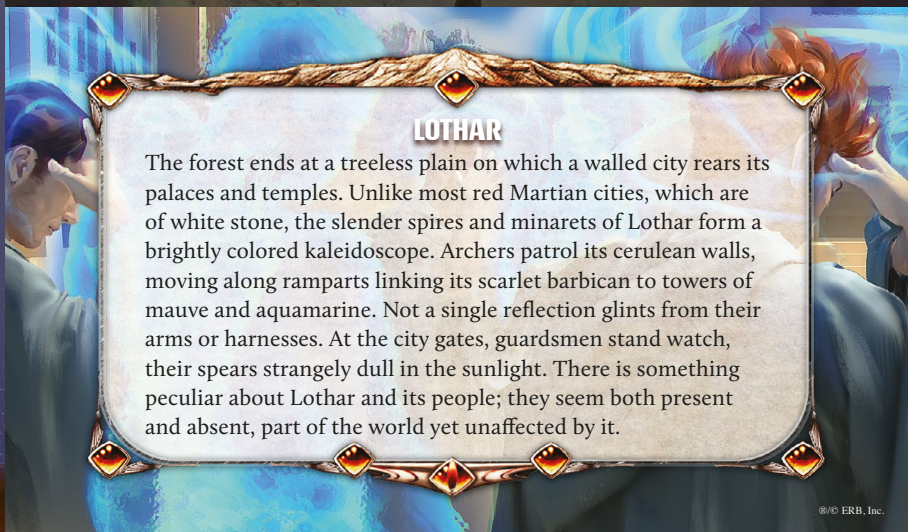 LOTHAR
The forest ends at a treeless plain on which a walled city rears its
palaces and temples. Unlike most red Martian cities, which are
of white stone, the slender spires and minarets of Lothar form a
brightly colored kaleidoscope. Archers patrol its cerulean walls,
moving along ramparts linking its scarlet barbican to towers of
mauve and aquamarine. Not a single reflection glints from their
arms or harnesses. At the city gates, guardsmen stand watch,
their spears strangely dull in the sunlight. There is something
peculiar about Lothar and its people; they seem both present
and absent, part of the world yet unaffected by it.
®/© ERB, Inc.